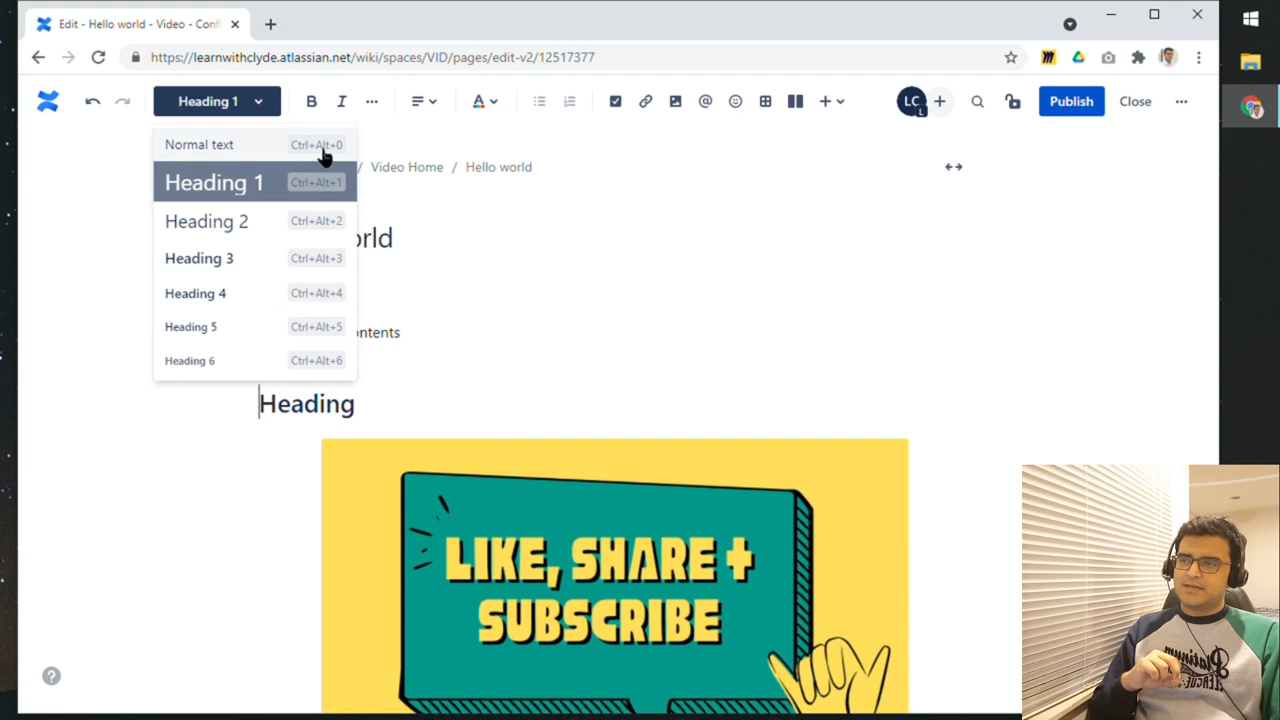 Edit - Hello world - Video - Confl
https://learnwithclyde.atlassian.net/wiki/spaces/VID/pages/edit-v2/12517377
Heading 1
B I
A
LC
L
Publish
Close
Normal text Ctrl+Alt+0
Heading 1 Ctrl+Alt+1
Heading 2 Ctrl+Alt+2
Heading 3 Ctrl+Alt+3
Heading 4 Ctrl+Alt+4
Heading 5 Ctrl+Alt+5
Heading 6 Ctrl+Alt+6
/ Video Home / Hello world
orld
ontents
Heading
LIKE, SHARE +
SUBSCRIBE